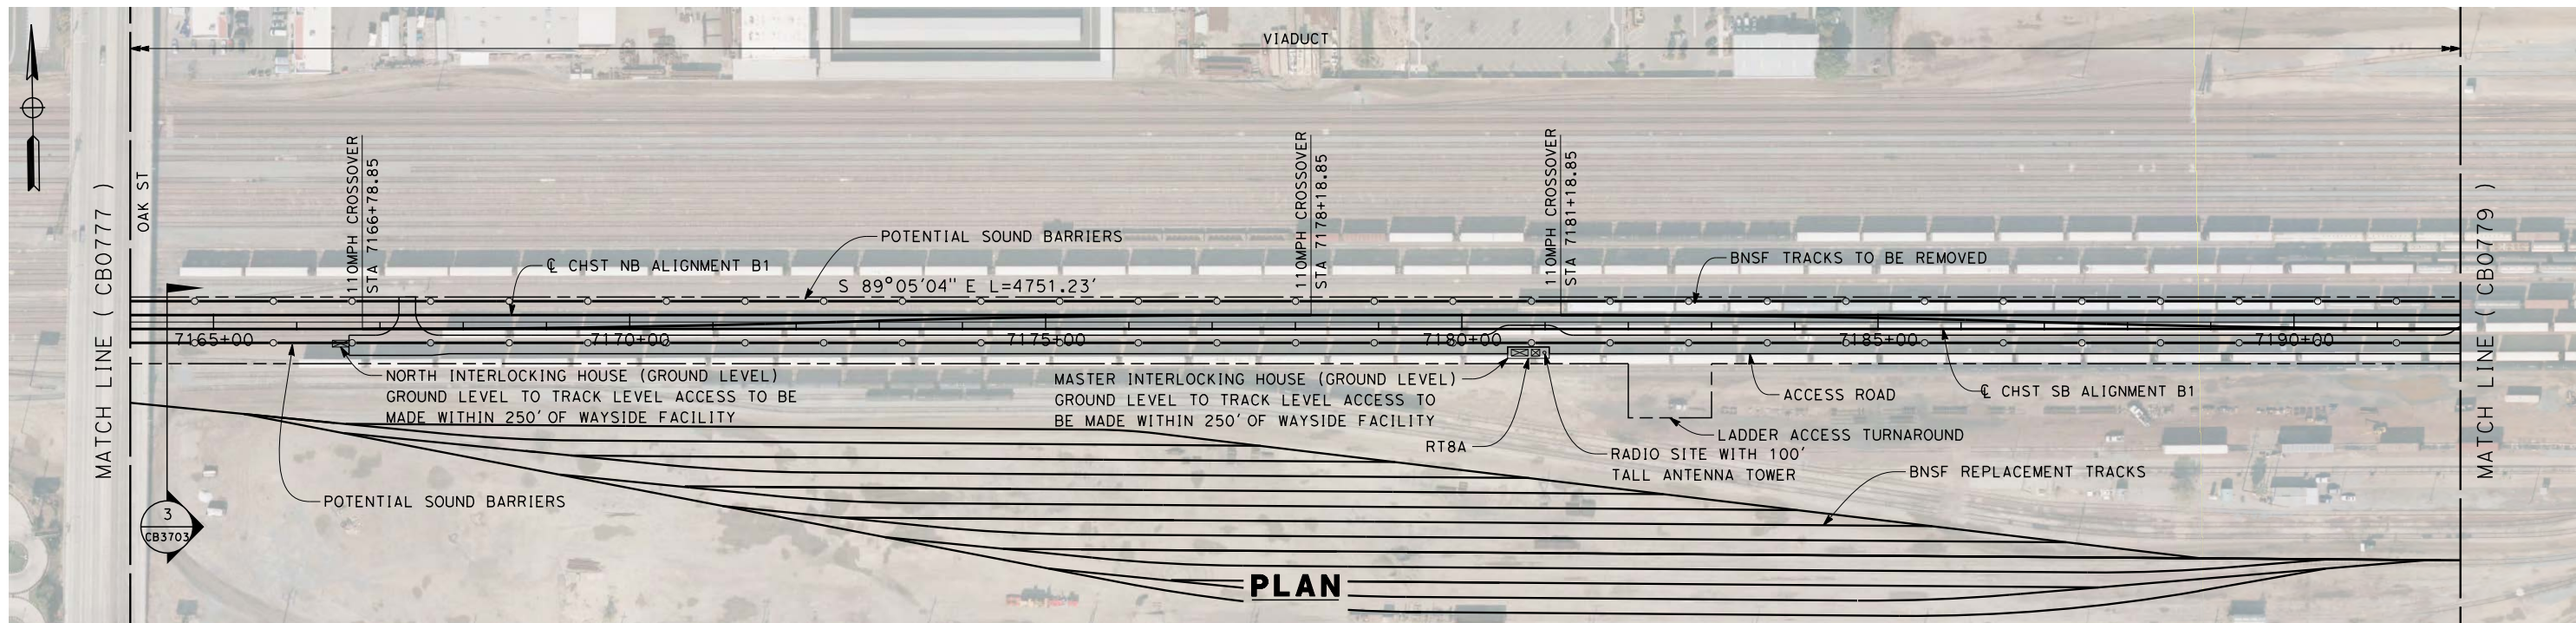 VIADUCT
MATCH LINE ( CB0777 )
OAK ST
110MPH CROSSOVER
STA 7166+78.85
110MPH CROSSOVER
STA 7178+18.85
110MPH CROSSOVER
STA 7181+18.85
MATCH LINE ( CB0779 )
POTENTIAL SOUND BARRIERS
℄ CHST NB ALIGNMENT B1
S 89°05'04" E L=4751.23'
BNSF TRACKS TO BE REMOVED
7165+00
7170+00
7175+00
7180+00
7185+00
7190+00
NORTH INTERLOCKING HOUSE (GROUND LEVEL)
GROUND LEVEL TO TRACK LEVEL ACCESS TO BE
MADE WITHIN 250' OF WAYSIDE FACILITY
MASTER INTERLOCKING HOUSE (GROUND LEVEL)
GROUND LEVEL TO TRACK LEVEL ACCESS TO
BE MADE WITHIN 250' OF WAYSIDE FACILITY
ACCESS ROAD
℄ CHST SB ALIGNMENT B1
LADDER ACCESS TURNAROUND
RT8A
RADIO SITE WITH 100'
TALL ANTENNA TOWER
BNSF REPLACEMENT TRACKS
POTENTIAL SOUND BARRIERS
3
CB3703
PLAN